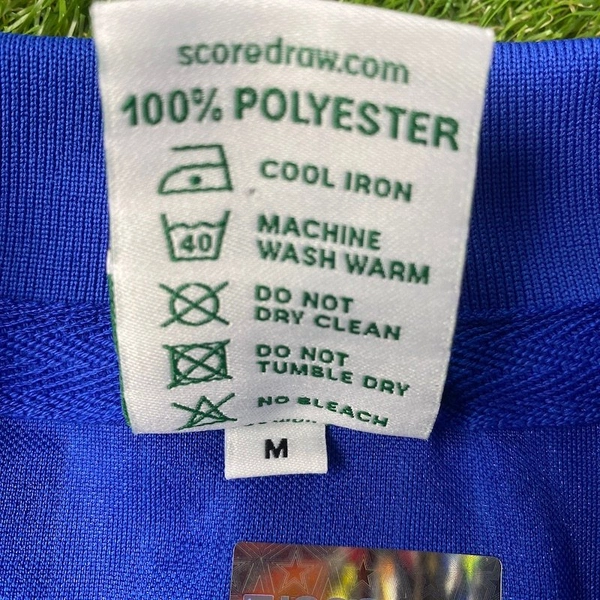 scoredraw.com
100% POLYESTER
COOL IRON
40
MACHINE
WASH WARM
DO NOT
DRY CLEAN
DO NOT
TUMBLE DRY
NO BLEACH
M